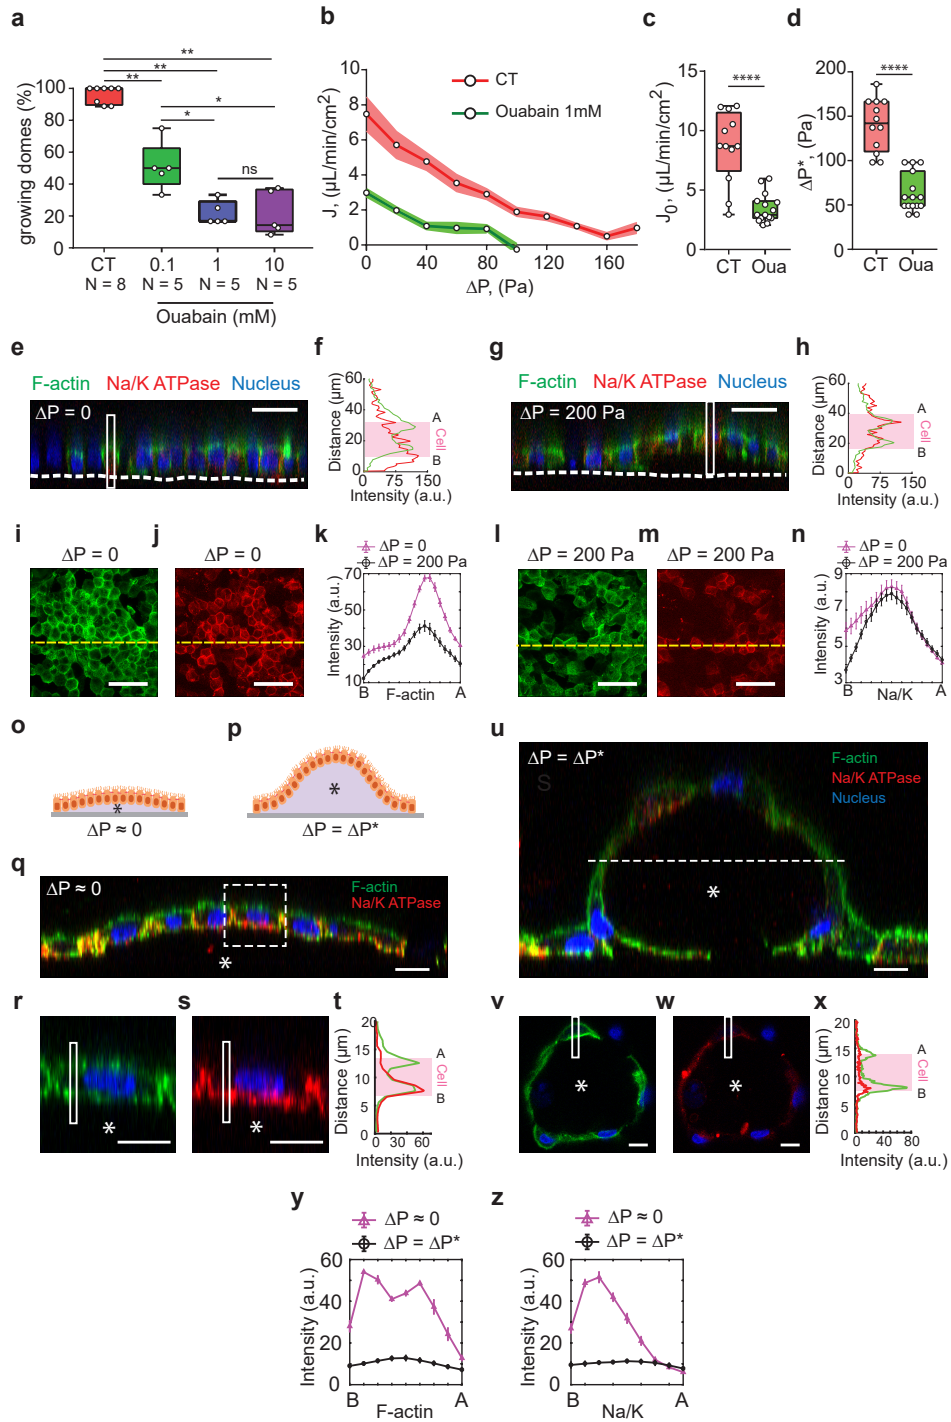 a
growing domes (%)
100
80
60
40
20
0
**
**
**
*
*
ns
CT
0.1
1
10
N = 8
N = 5
N = 5
N = 5
Ouabain (mM)
b
J, (μL/min/cm²)
10
8
6
4
2
0
CT
Ouabain 1mM
0
40
80
120
160
ΔP, (Pa)
c
J₀, (μL/min/cm²)
15
10
5
0
****
CT
Oua
d
ΔP*, (Pa)
200
150
100
50
0
****
CT
Oua
e
F-actin
Na/K ATPase
Nucleus
ΔP = 0
f
Distance (μm)
60
40
20
0
A
Cell
B
0
75
150
Intensity (a.u.)
g
F-actin
Na/K ATPase
Nucleus
ΔP = 200 Pa
h
Distance (μm)
60
40
20
0
A
Cell
B
0
75
150
Intensity (a.u.)
i
ΔP = 0
j
ΔP = 0
k
ΔP = 0
ΔP = 200 Pa
Intensity (a.u.)
70
50
30
10
B
A
F-actin
l
ΔP = 200 Pa
m
ΔP = 200 Pa
n
ΔP = 0
ΔP = 200 Pa
Intensity (a.u.)
9
7
5
3
B
A
Na/K
o
*
ΔP ≈ 0
p
*
ΔP = ΔP*
q
ΔP ≈ 0
F-actin
Na/K ATPase
*
u
ΔP = ΔP*
S
F-actin
Na/K ATPase
Nucleus
*
r
*
s
*
t
Distance (μm)
20
15
10
5
0
A
Cell
B
0
30
60
Intensity (a.u.)
v
*
w
*
x
Distance (μm)
20
15
10
5
0
A
Cell
B
0
40
80
Intensity (a.u.)
y
ΔP ≈ 0
ΔP = ΔP*
Intensity (a.u.)
60
40
20
0
B
A
F-actin
z
ΔP ≈ 0
ΔP = ΔP*
Intensity (a.u.)
60
40
20
0
B
A
Na/K